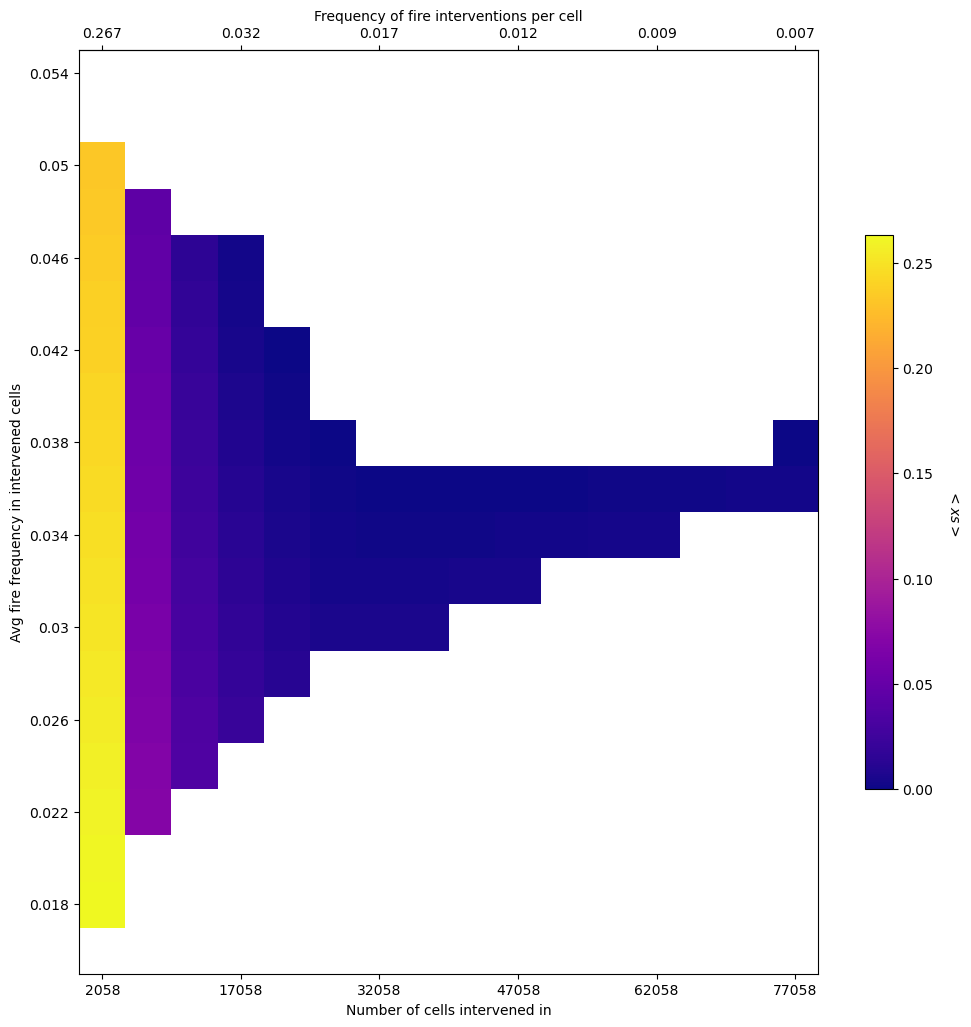 Frequency of fire interventions per cell
0.267 0.032 0.017 0.012 0.009 0.007
0.054
0.05
0.046
0.042
0.038
0.034
0.03
0.026
0.022
0.018
Avg fire frequency in intervened cells
2058 17058 32058 47058 62058 77058
Number of cells intervened in
0.25
0.20
0.15
0.10
0.05
0.00
< sx >